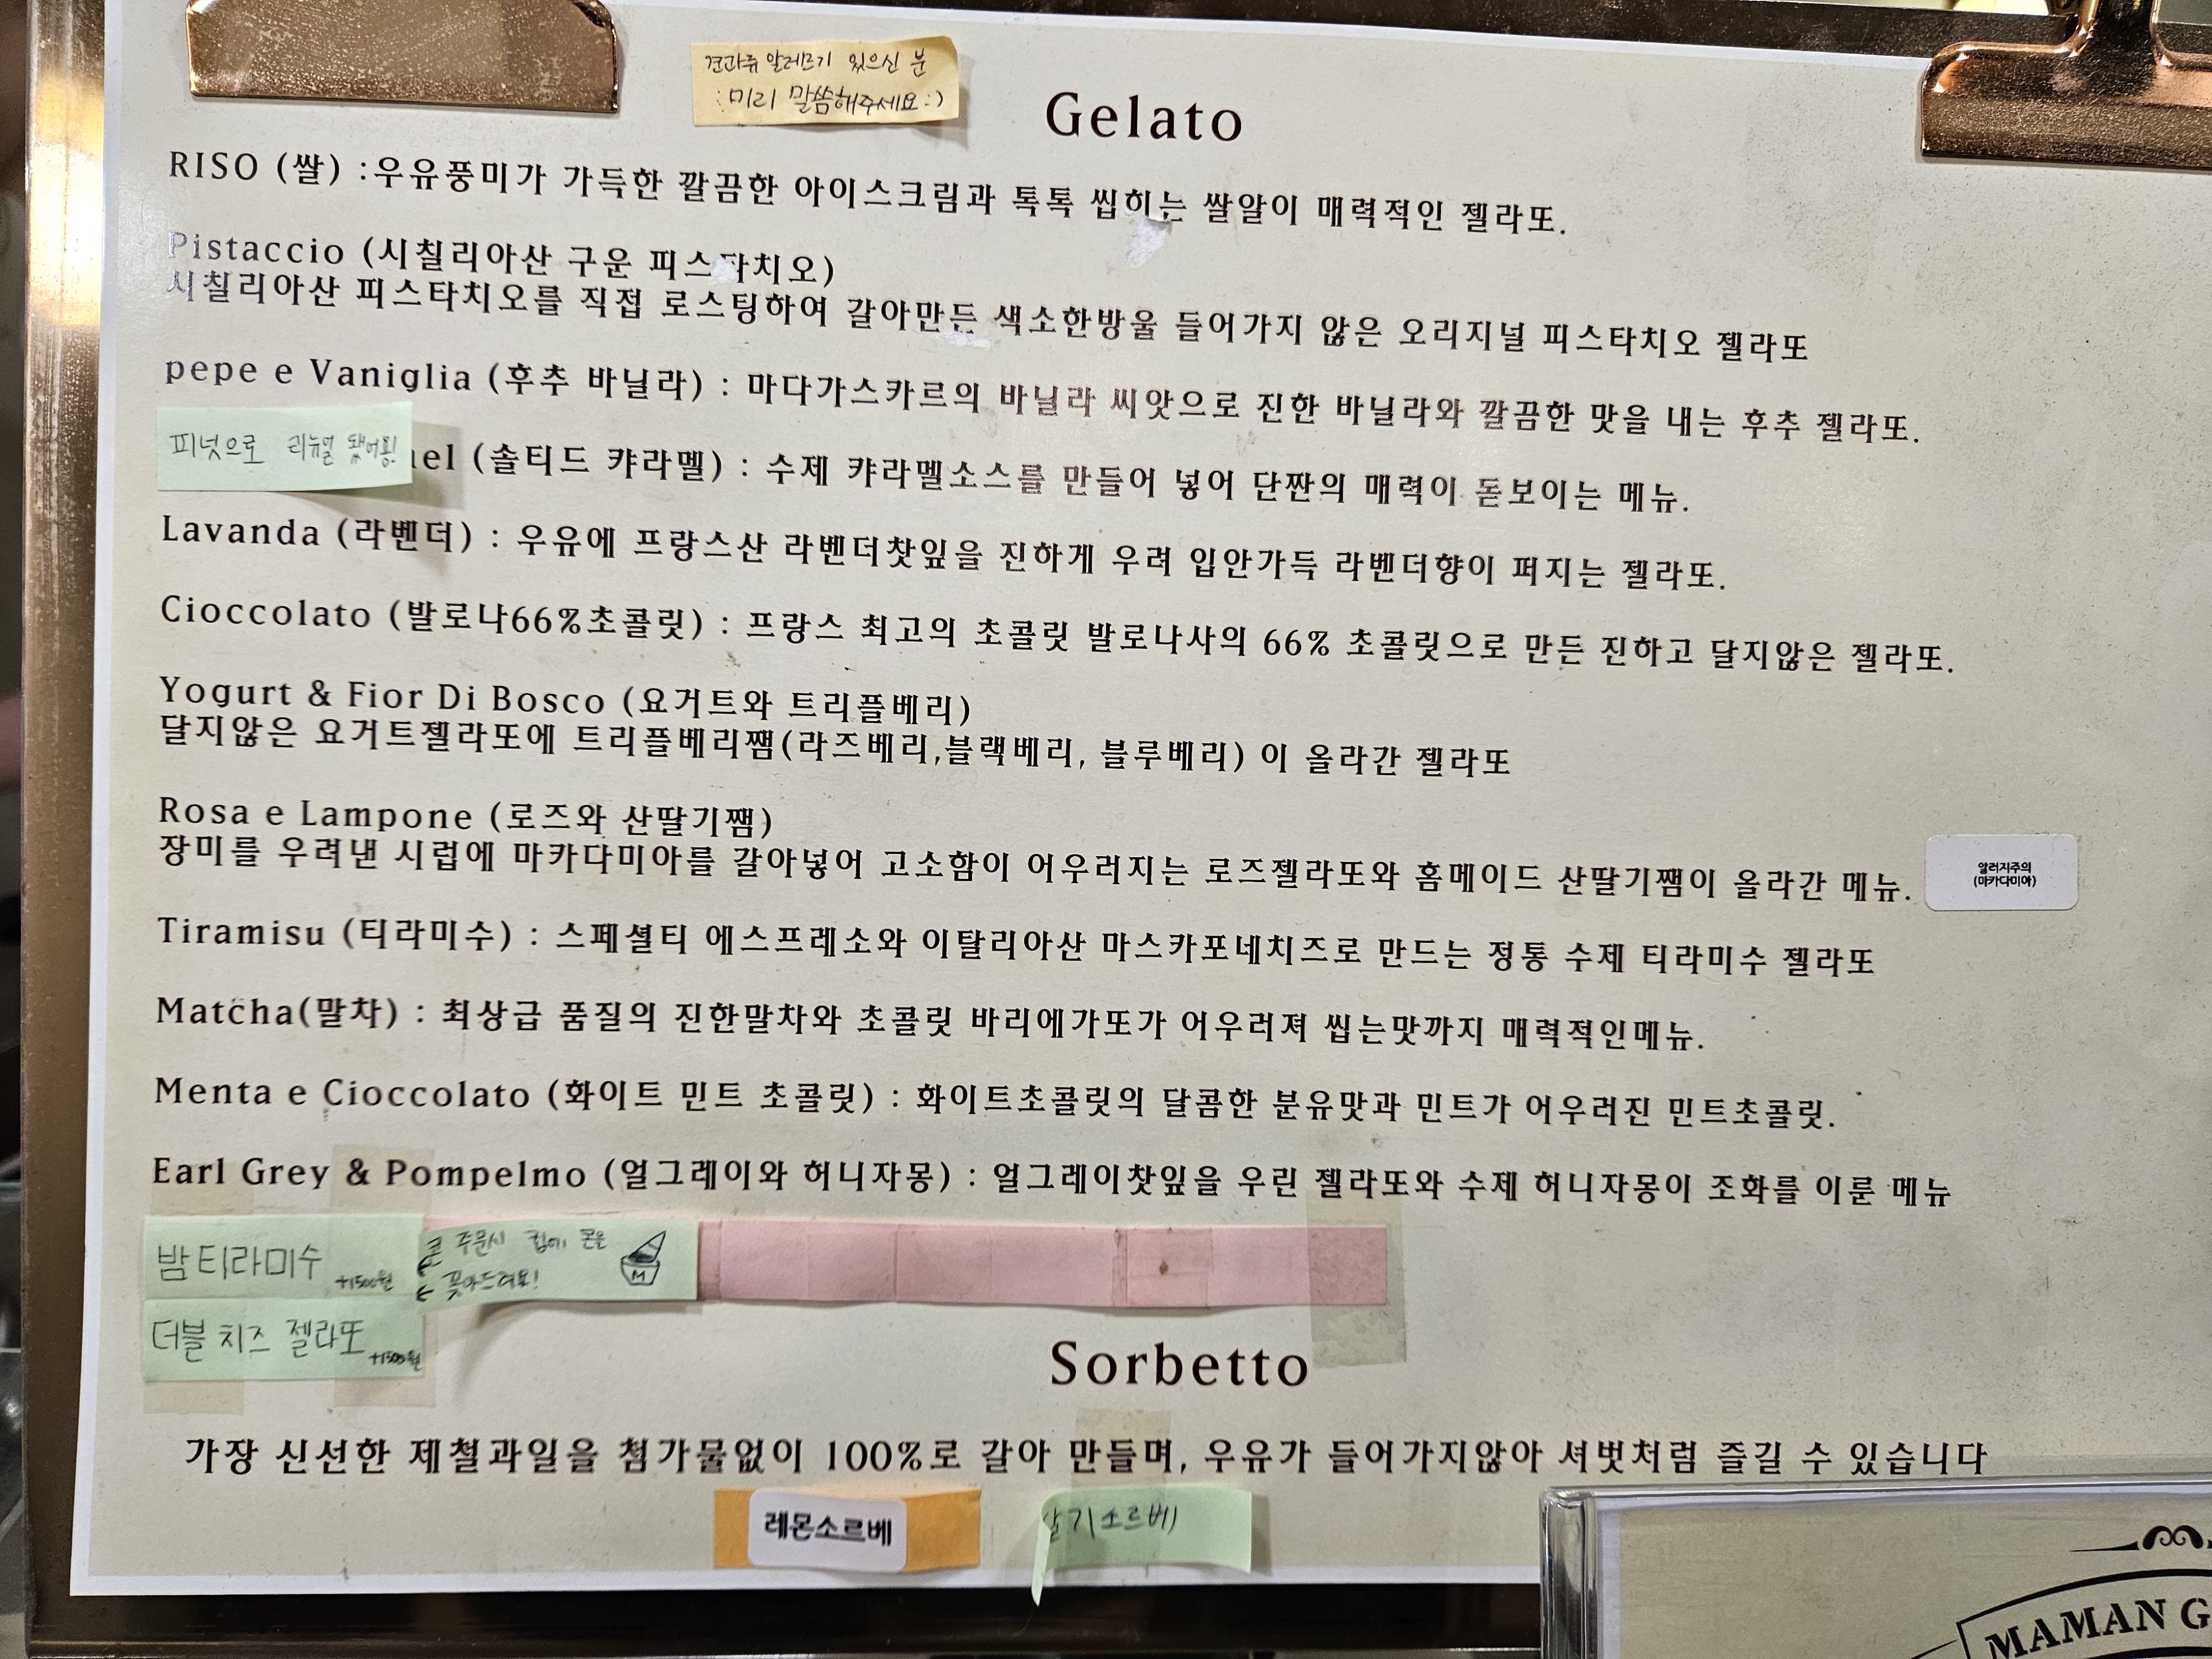 견과류 알레르기 있으신 분
미리 말씀해주세요:)
Gelato
RISO (쌀) :우유풍미가 가득한 깔끔한 아이스크림과 톡톡 씹히는 쌀알이 매력적인 젤라또.
Pistaccio (시칠리아산 구운 피스타치오)
시칠리아산 피스타치오를 직접 로스팅하여 갈아만든 색소한방울 들어가지 않은 오리지널 피스타치오 젤라또
pepe e Vaniglia (후추 바닐라) : 마다가스카르의 바닐라 씨앗으로 진한 바닐라와 깔끔한 맛을 내는 후추 젤라또.
피넛으로 리뉴얼 됐어용!
el (솔티드 캬라멜) : 수제 캬라멜소스를 만들어 넣어 단짠의 매력이 돋보이는 메뉴.
Lavanda (라벤더) : 우유에 프랑스산 라벤더찻잎을 진하게 우려 입안가득 라벤더향이 퍼지는 젤라또.
Cioccolato (발로나66%초콜릿) : 프랑스 최고의 초콜릿 발로나사의 66% 초콜릿으로 만든 진하고 달지않은 젤라또.
Yogurt & Fior Di Bosco (요거트와 트리플베리)
달지않은 요거트젤라또에 트리플베리쨈(라즈베리,블랙베리, 블루베리) 이 올라간 젤라또
Rosa e Lampone (로즈와 산딸기쨈)
장미를 우려낸 시럽에 마카다미아를 갈아넣어 고소함이 어우러지는 로즈젤라또와 홈메이드 산딸기쨈이 올라간 메뉴.
알러지주의
(마카다미아)
Tiramisu (티라미수) : 스페셜티 에스프레소와 이탈리아산 마스카포네치즈로 만드는 정통 수제 티라미수 젤라또
Matcha(말차) : 최상급 품질의 진한말차와 초콜릿 바리에가또가 어우러져 씹는맛까지 매력적인메뉴.
Menta e Cioccolato (화이트 민트 초콜릿) : 화이트초콜릿의 달콤한 분유맛과 민트가 어우러진 민트초콜릿.
Earl Grey & Pompelmo (얼그레이와 허니자몽) : 얼그레이찻잎을 우린 젤라또와 수제 허니자몽이 조화를 이룬 메뉴
밤 티라미수 +1500원
주문시 컵에 콘을
꽂아드려요!
M
더블 치즈 젤라또 +1500원
Sorbetto
가장 신선한 제철과일을 첨가물없이 100%로 갈아 만들며, 우유가 들어가지않아 셔벗처럼 즐길 수 있습니다
레몬소르베
딸기소르베
MAMAN G